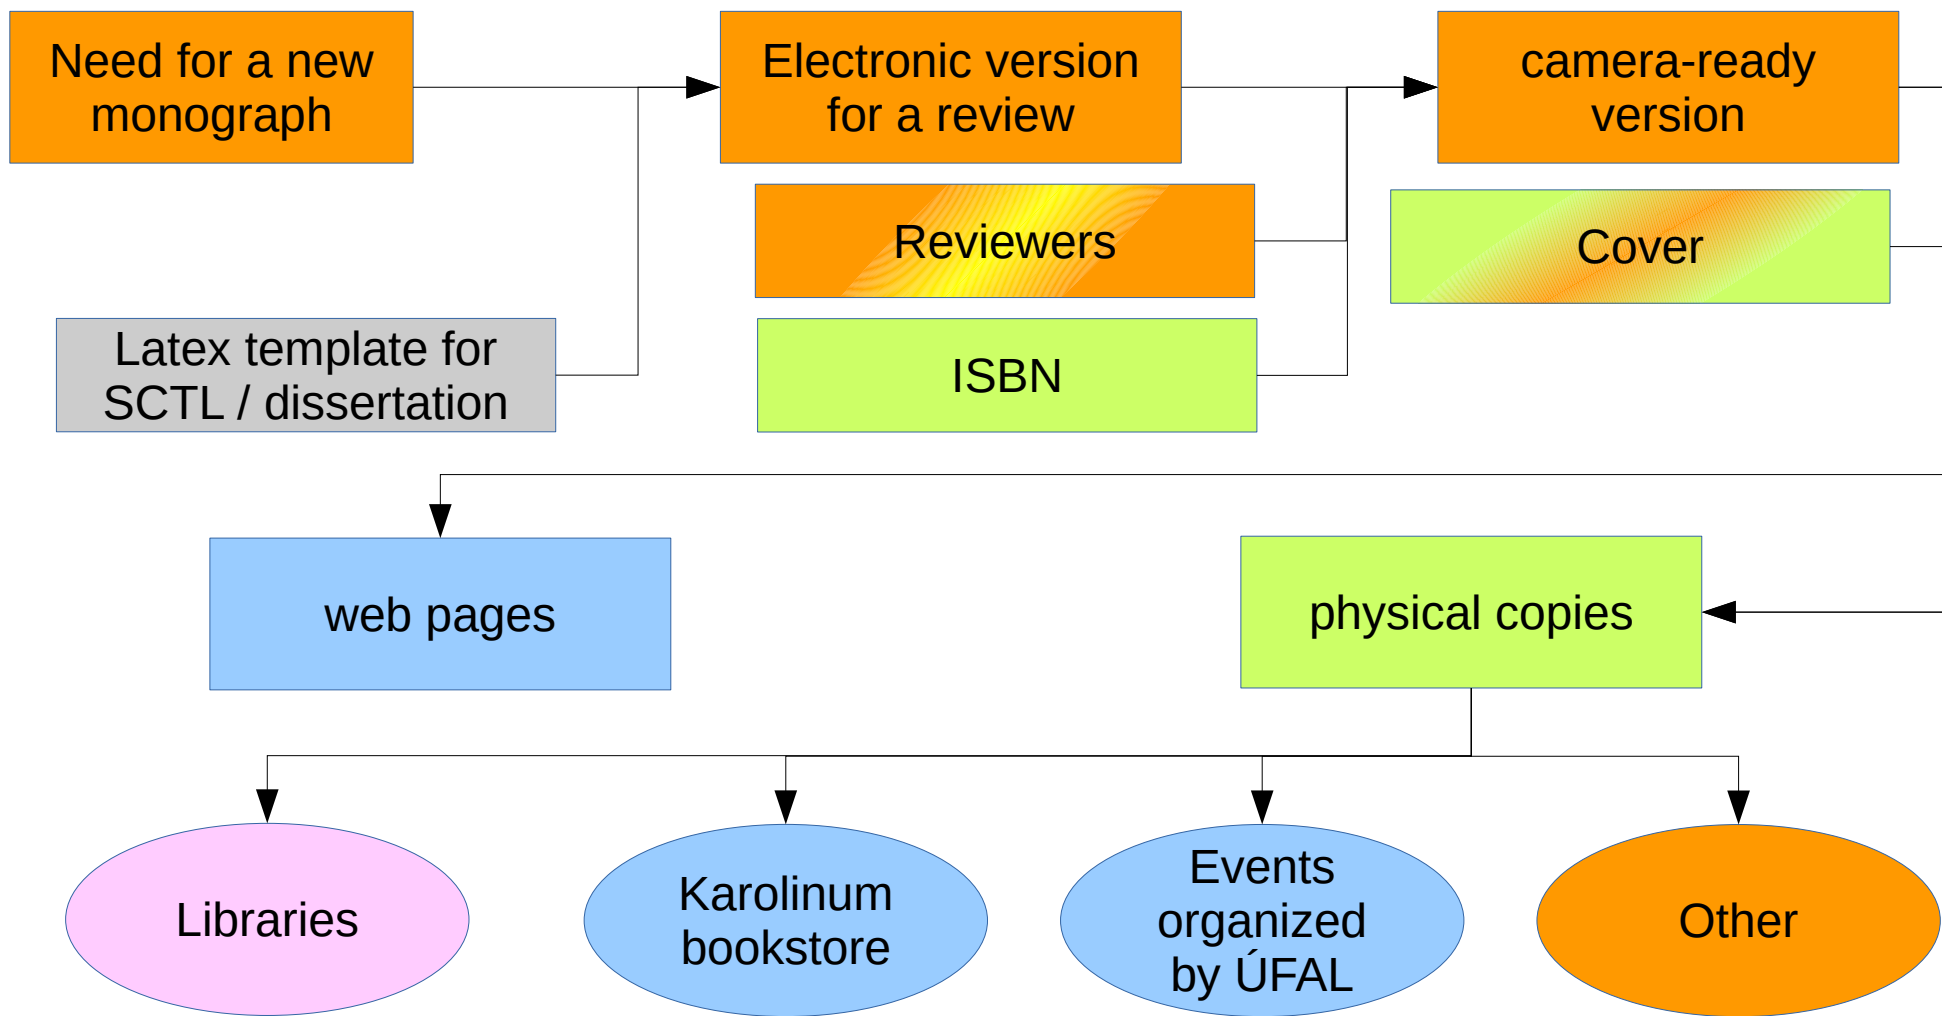 Need for a new
monograph
Electronic version
for a review
camera-ready
version
Reviewers
Cover
Latex template for
SCTL / dissertation
ISBN
web pages
physical copies
Libraries
Karolinum
bookstore
Events
organized
by ÚFAL
Other